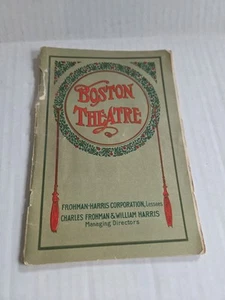 BOSTON
THEATRE
FROHMAN-HARRIS CORPORATION, Lessees
CHARLES FROHMAN & WILLIAM HARRIS
Managing Directors